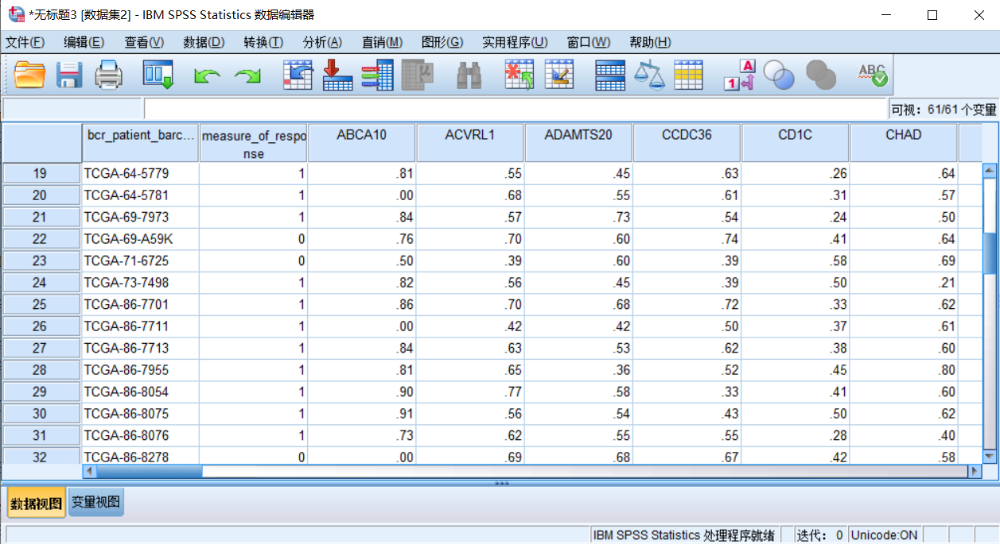 *无标题3 [数据集2] - IBM SPSS Statistics 数据编辑器
文件(F) 编辑(E) 查看(V) 数据(D) 转换(T) 分析(A) 直销(M) 图形(G) 实用程序(U) 窗口(W) 帮助(H)
μ A 1 ABC
可视: 61/61 个变量
bcr_patient_barc... measure_of_response ABCA10 ACVRL1 ADAMTS20 CCDC36 CD1C CHAD
19 TCGA-64-5779 1 .81 .55 .45 .63 .26 .64
20 TCGA-64-5781 1 .00 .68 .55 .61 .31 .57
21 TCGA-69-7973 1 .84 .57 .73 .54 .24 .50
22 TCGA-69-A59K 0 .76 .70 .60 .74 .41 .64
23 TCGA-71-6725 0 .50 .39 .60 .39 .58 .69
24 TCGA-73-7498 1 .82 .56 .45 .39 .50 .21
25 TCGA-86-7701 1 .86 .70 .68 .72 .33 .62
26 TCGA-86-7711 1 .00 .42 .42 .50 .37 .61
27 TCGA-86-7713 1 .84 .63 .53 .62 .38 .60
28 TCGA-86-7955 1 .81 .65 .36 .52 .45 .80
29 TCGA-86-8054 1 .90 .77 .58 .33 .41 .60
30 TCGA-86-8075 1 .91 .56 .54 .43 .50 .62
31 TCGA-86-8076 1 .73 .62 .55 .55 .28 .40
32 TCGA-86-8278 0 .00 .69 .68 .67 .42 .58
数据视图 变量视图
IBM SPSS Statistics 处理程序就绪 迭代: 0 Unicode:ON